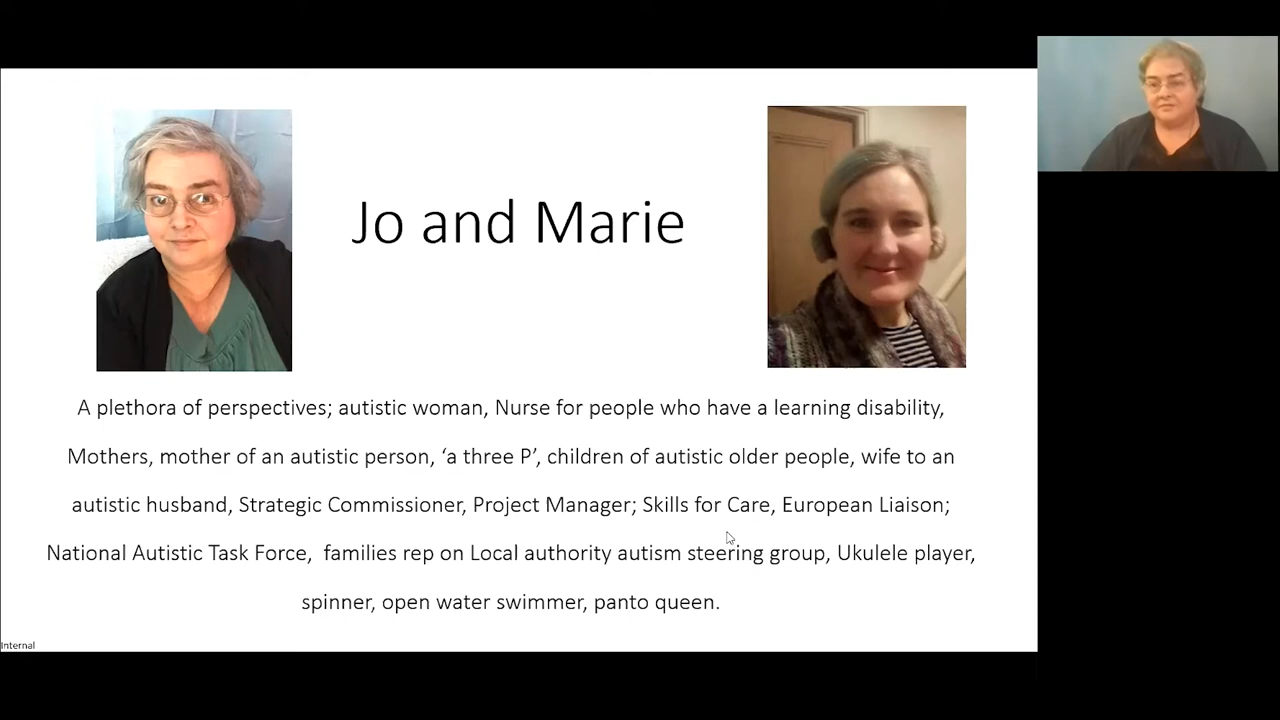 Jo and Marie
A plethora of perspectives; autistic woman, Nurse for people who have a learning disability,
Mothers, mother of an autistic person, ‘a three P’, children of autistic older people, wife to an
autistic husband, Strategic Commissioner, Project Manager; Skills for Care, European Liaison;
National Autistic Task Force,  families rep on Local authority autism steering group, Ukulele player,
spinner, open water swimmer, panto queen.
Internal